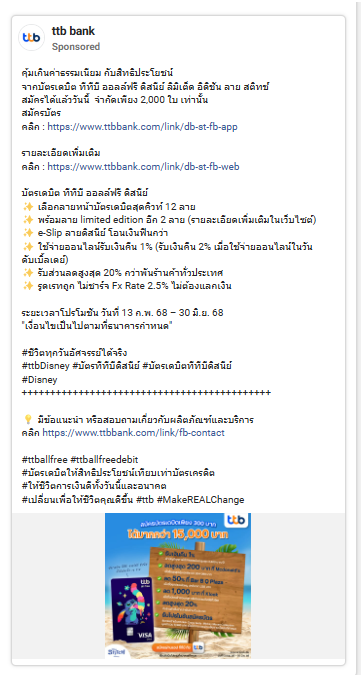 ttb bank
Sponsored
คุ้มเกินค่าธรรมเนียม กับสิทธิประโยชน์
จากบัตรเดบิต ทีทีบี ออลล์ฟรี ดิสนีย์ ลิมิเต็ด อิดิชัน ลาย สติทช์
สมัครได้แล้ววันนี้  จำกัดเพียง 2,000 ใบ เท่านั้น
สมัครบัตร
คลิก : https://www.ttbbank.com/link/db-st-fb-app
รายละเอียดเพิ่มเติม
คลิก : https://www.ttbbank.com/link/db-st-fb-web
บัตรเดบิต ทีทีบี ออลล์ฟรี ดิสนีย์
✨ เลือกลายหน้าบัตรเดบิตสุดคิวท์ 12 ลาย
✨ พร้อมลาย limited edition อีก 2 ลาย (รายละเอียดเพิ่มเติมในเว็บไซต์)
✨ e-Slip ลายดิสนีย์ โอนเงินฟินกว่า
✨ ใช้จ่ายออนไลน์รับเงินคืน 1% (รับเงินคืน 2% เมื่อใช้จ่ายออนไลน์ในวัน
ดับเบิ้ลเดย์)
✨ รับส่วนลดสูงสุด 20% กว่าพันร้านค้าทั่วประเทศ
✨ รูดเรทถูก ไม่ชาร์จ Fx Rate 2.5% ไม่ต้องแลกเงิน
ระยะเวลาโปรโมชัน วันที่ 13 ก.พ. 68 – 30 มิ.ย. 68
"เงื่อนไขเป็นไปตามที่ธนาคารกำหนด"
#ชีวิตทุกวันอัศจรรย์ได้จริง
#ttbDisney #บัตรทีทีบีดิสนีย์ #บัตรเดบิตทีทีบีดิสนีย์
#Disney
++++++++++++++++++++++++++++++++++++++++++++
💡 มีข้อแนะนำ หรือสอบถามเกี่ยวกับผลิตภัณฑ์และบริการ
คลิก https://www.ttbbank.com/link/fb-contact
#ttballfree #ttballfreedebit
#บัตรเดบิตให้สิทธิประโยชน์เทียบเท่าบัตรเครดิต
#ให้ชีวิตการเงินดีทั้งวันนี้และอนาคต
#เปลี่ยนเพื่อให้ชีวิตคุณดีขึ้น #ttb #MakeREALChange
สมัครบัตรเดบิตเพียง 300 บาท
ได้มากกว่า 15,000 บาท
ttb
VISA